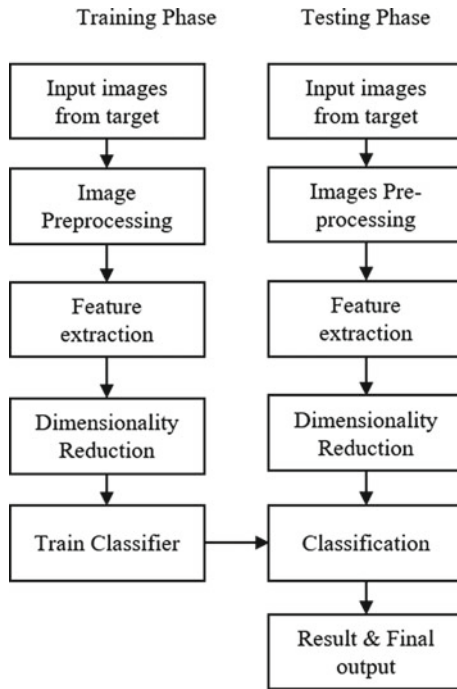 Training Phase
Input images
from target
Image
Preprocessing
Feature
extraction
Dimensionality
Reduction
Train Classifier
Testing Phase
Input images
from target
Images Pre-
processing
Feature
extraction
Dimensionality
Reduction
Classification
Result & Final
output